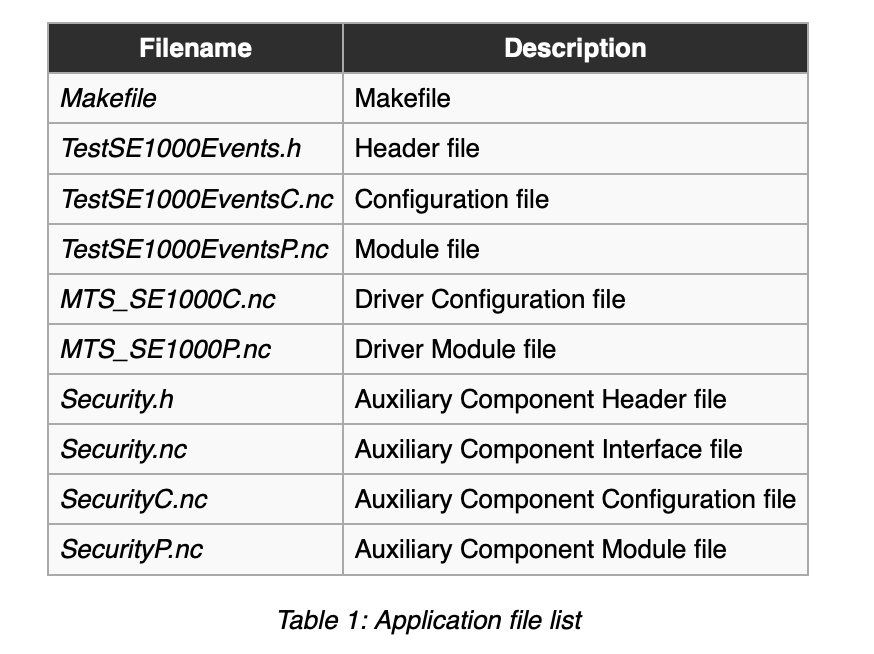 Filename Description
Makefile Makefile
TestSE1000Events.h Header file
TestSE1000EventsC.nc Configuration file
TestSE1000EventsP.nc Module file
MTS_SE1000C.nc Driver Configuration file
MTS_SE1000P.nc Driver Module file
Security.h Auxiliary Component Header file
Security.nc Auxiliary Component Interface file
SecurityC.nc Auxiliary Component Configuration file
SecurityP.nc Auxiliary Component Module file
Table 1: Application file list